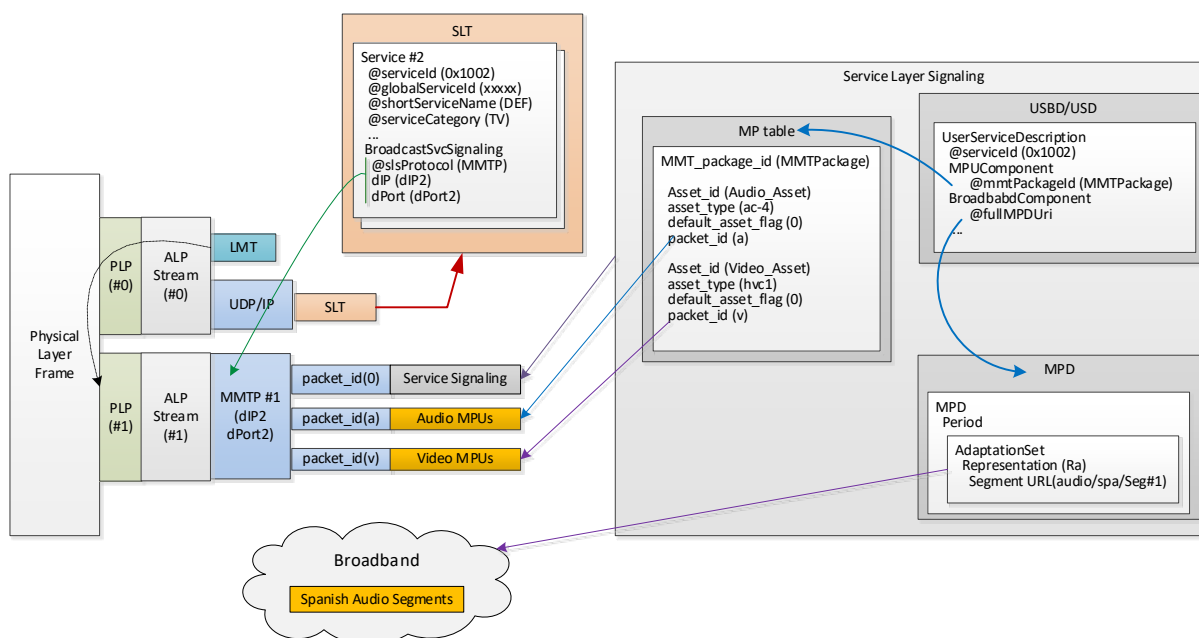 SLT
Service #2
@serviceId (0x1002)
@globalServiceId (xxxxx)
@shortServiceName (DEF)
@serviceCategory (TV)
...
BroadcastSvcSignaling
@slsProtocol (MMTP)
dIP (dIP2)
dPort (dPort2)
Service Layer Signaling
USBD/USD
UserServiceDescription
@serviceId (0x1002)
MPUComponent
@mmtPackageId (MMTPackage)
BroadbabdComponent
@fullMPDUri
...
MP table
MMT_package_id (MMTPackage)
Asset_id (Audio_Asset)
asset_type (ac-4)
default_asset_flag (0)
packet_id (a)
Asset_id (Video_Asset)
asset_type (hvc1)
default_asset_flag (0)
packet_id (v)
MPD
MPD
Period
AdaptationSet
Representation (Ra)
Segment URL(audio/spa/Seg#1)
Physical
Layer
Frame
PLP
(#0)
ALP
Stream
(#0)
LMT
UDP/IP
SLT
PLP
(#1)
ALP
Stream
(#1)
MMTP #1
(dIP2
dPort2)
packet_id(0)
Service Signaling
packet_id(a)
Audio MPUs
packet_id(v)
Video MPUs
Broadband
Spanish Audio Segments